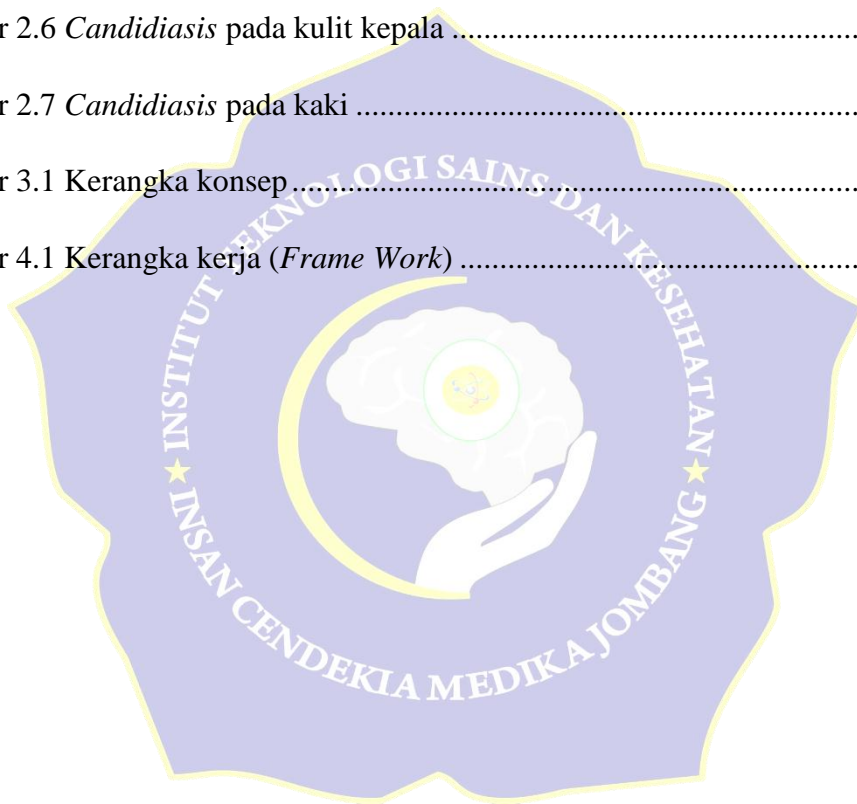 r 2.6 Candidiasis pada kulit kepala ..................................................
r 2.7 Candidiasis pada kaki ..............................................................
r 3.1 Kerangka konsep......................................................................
r 4.1 Kerangka kerja (Frame Work) .................................................
INSTITUT TEKNOLOGI SAINS DAN KESEHATAN
INSAN CENDEKIA MEDIKA JOMBANG